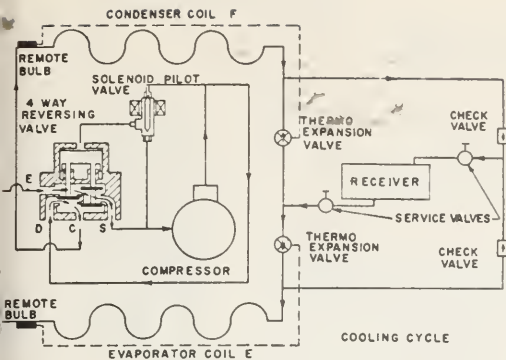 CONDENSER COIL F
REMOTE
BULB
SOLENOID PILOT
VALVE
4 WAY
REVERSING
VALVE
THERMO
EXPANSION
VALVE
CHECK
VALVE
RECEIVER
SERVICE VALVES
E
D C S
COMPRESSOR
THERMO
EXPANSION
VALVE
CHECK
VALVE
REMOTE
BULB
EVAPORATOR COIL E
COOLING CYCLE